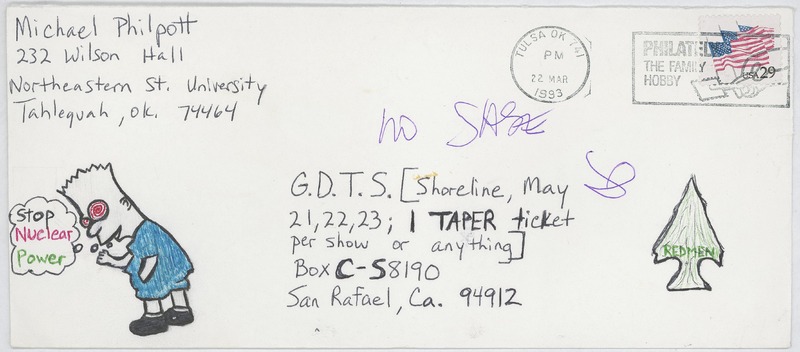 Michael Philpott
232 Wilson Hall
Northeastern St. University
Tahlequah, OK. 74464
TULSA OK 741
PM
22 MAR
1993
PHILATEL
THE FAMILY
HOBBY
USA 29
NO SASE
G.D.T.S. [Shoreline, May
21, 22, 23; 1 TAPER ticket
per show or anything]
Box C-S8190
San Rafael, Ca. 94912
Stop
Nuclear
Power
REDMEN